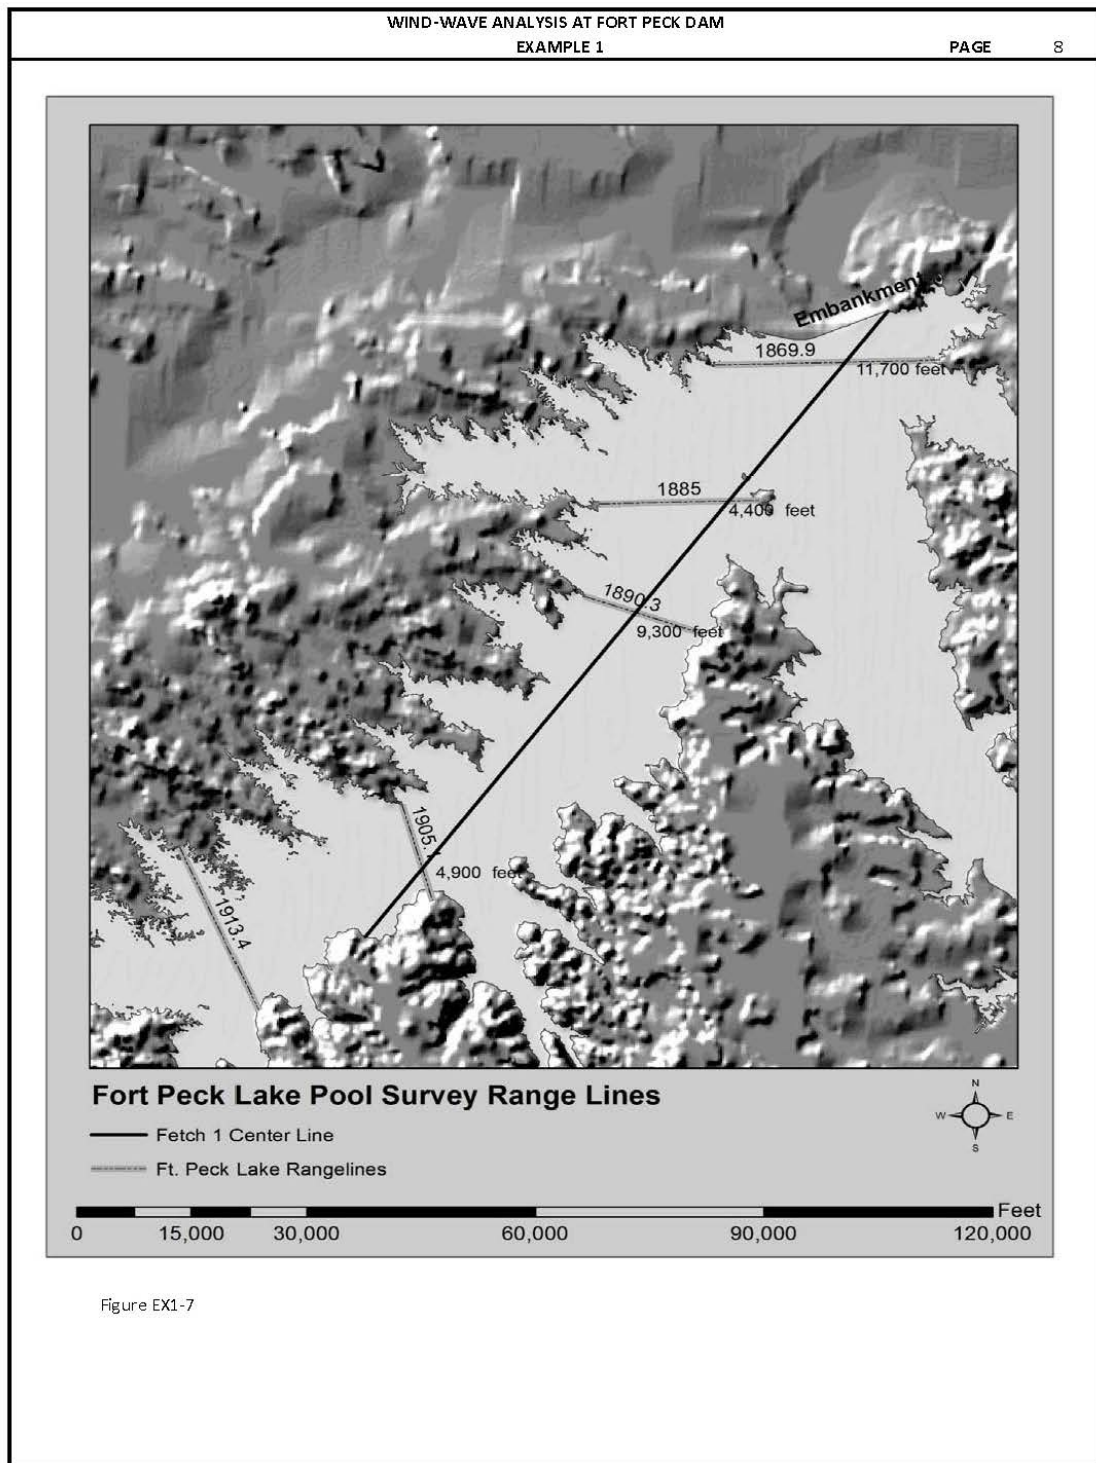 WIND-WAVE ANALYSIS AT FORT PECK DAM
EXAMPLE 1 PAGE 8
Embankment
1869.9
11,700 feet
1885
4,400 feet
1890.3
9,300 feet
1905.
4,900 feet
1913.4
Fort Peck Lake Pool Survey Range Lines
Fetch 1 Center Line
Ft. Peck Lake Rangelines
N
W E
S
Feet
0 15,000 30,000 60,000 90,000 120,000
Figure EX1-7